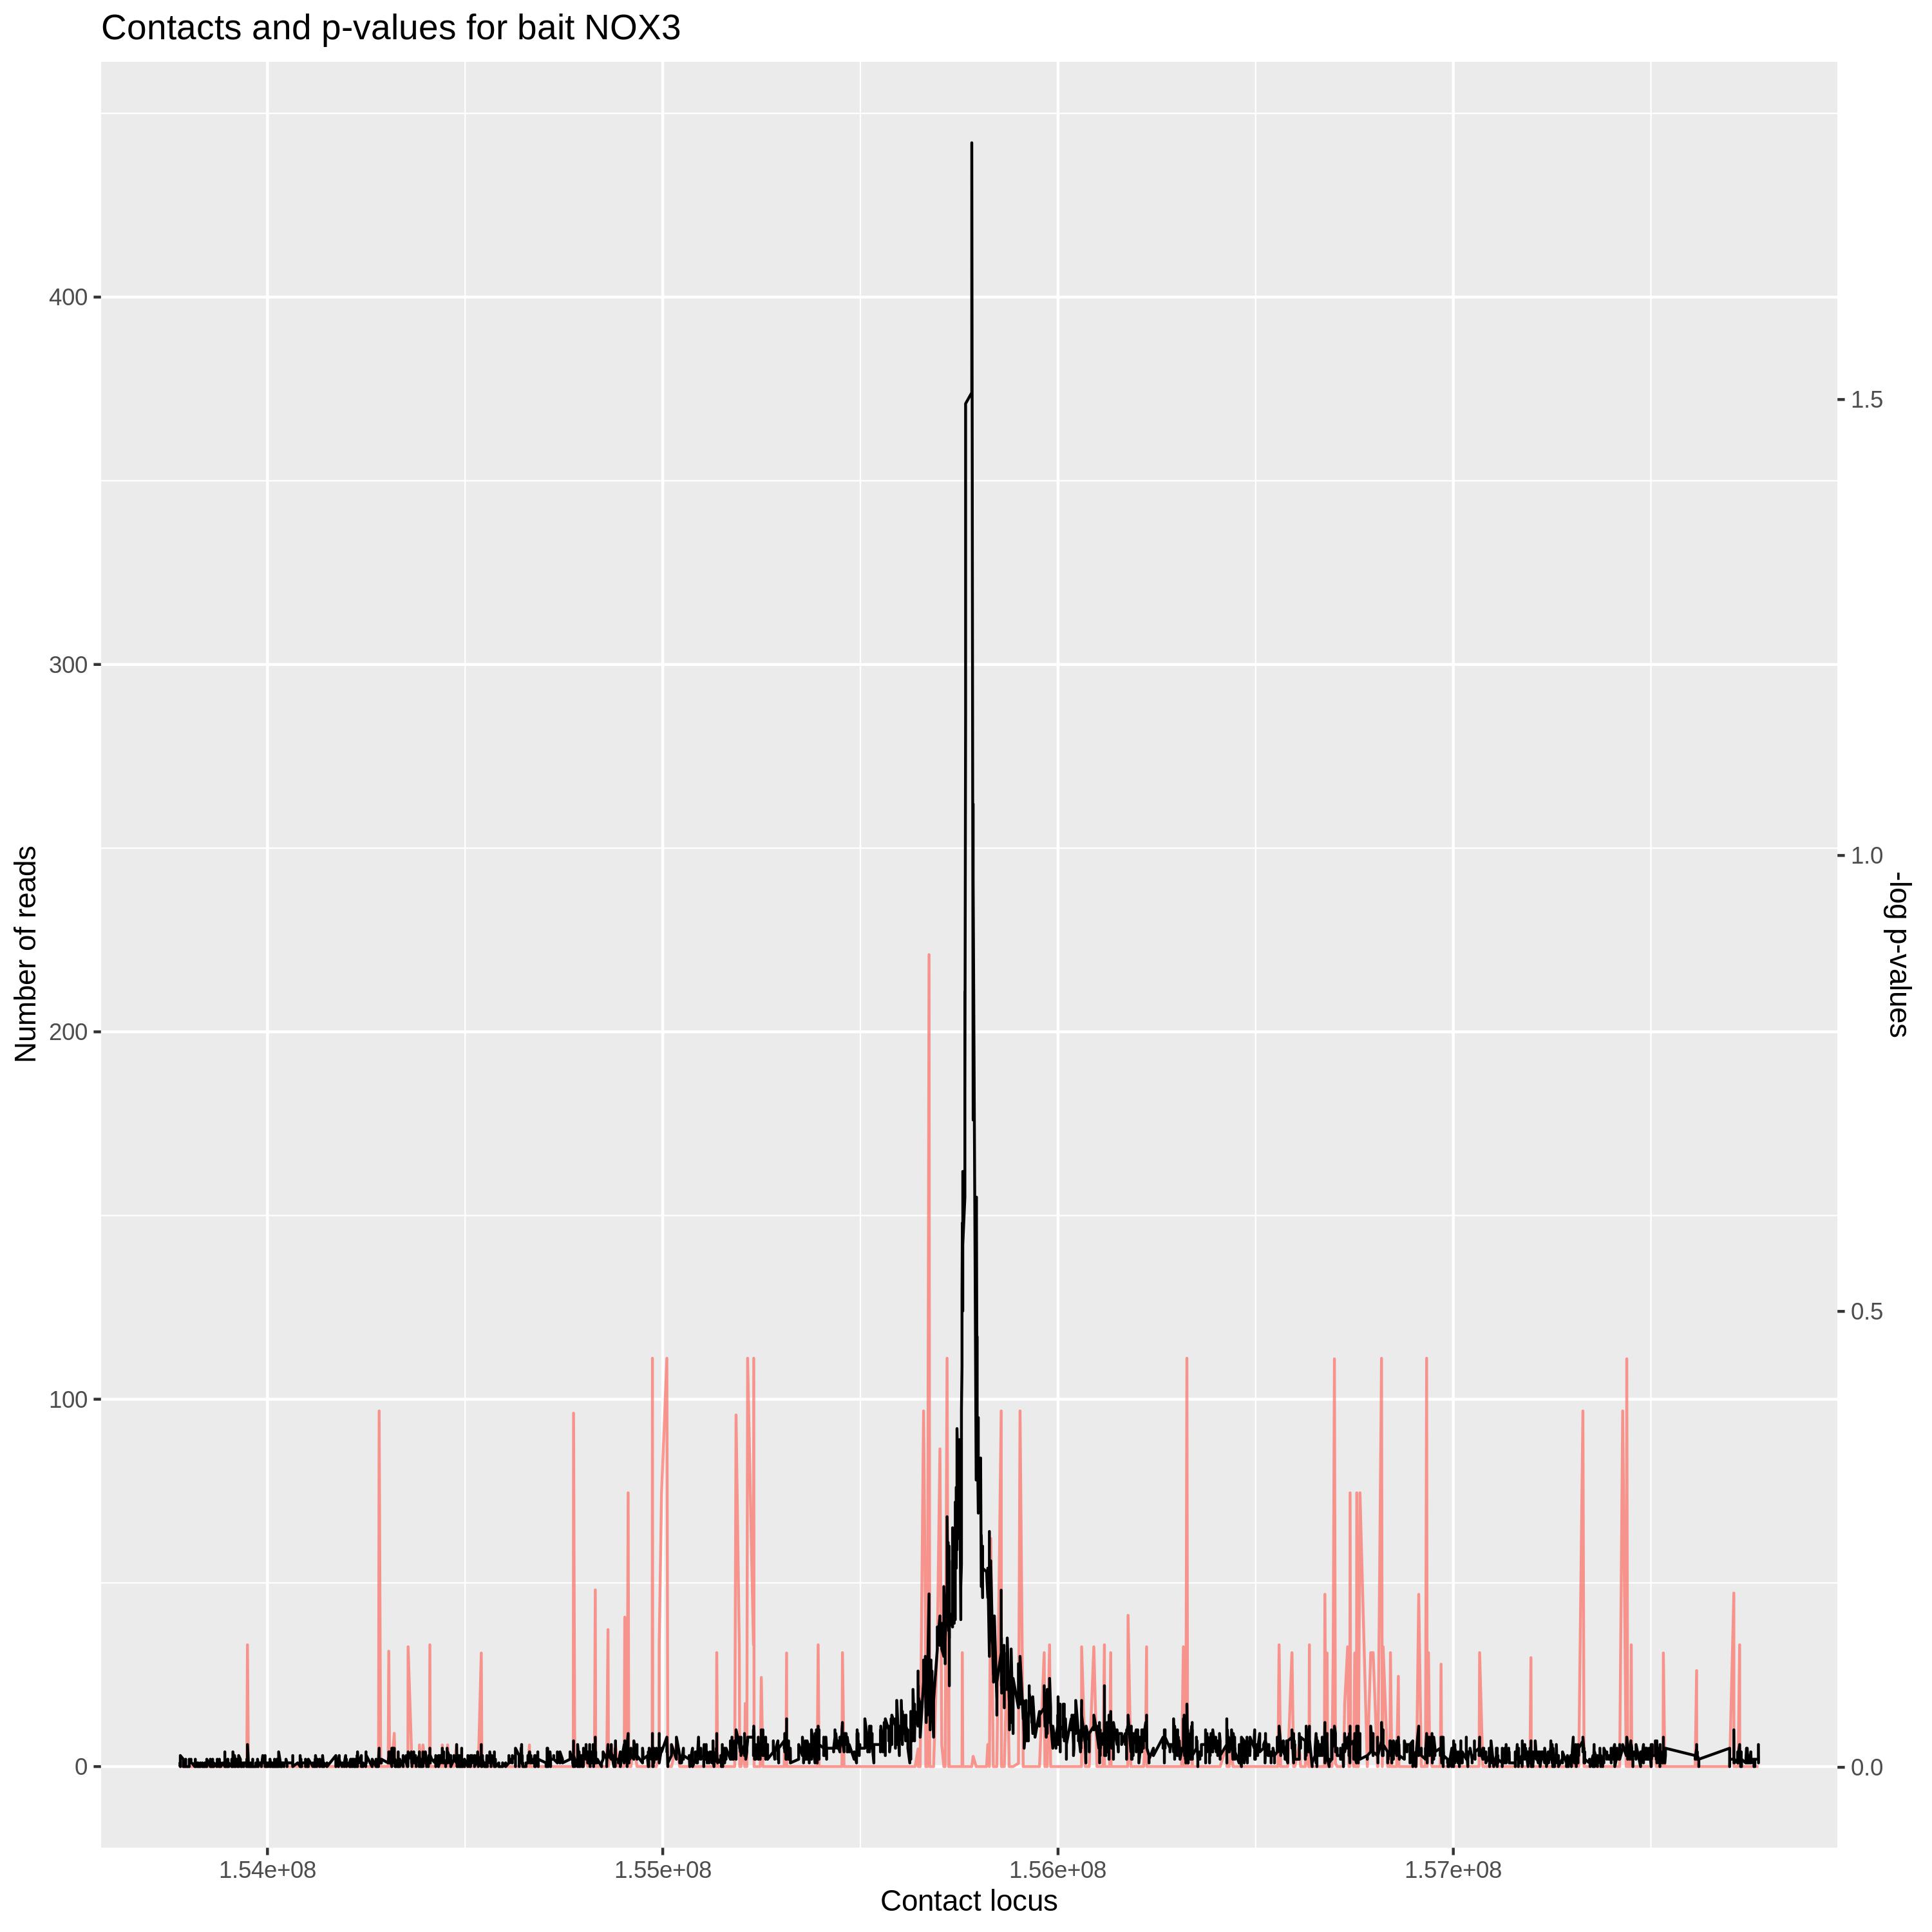 Contacts and p-values for bait NOX3
Number of reads
400
300
200
100
0
1.5
1.0
0.5
0.0
-log p-values
1.54e+08
1.55e+08
1.56e+08
1.57e+08
Contact locus